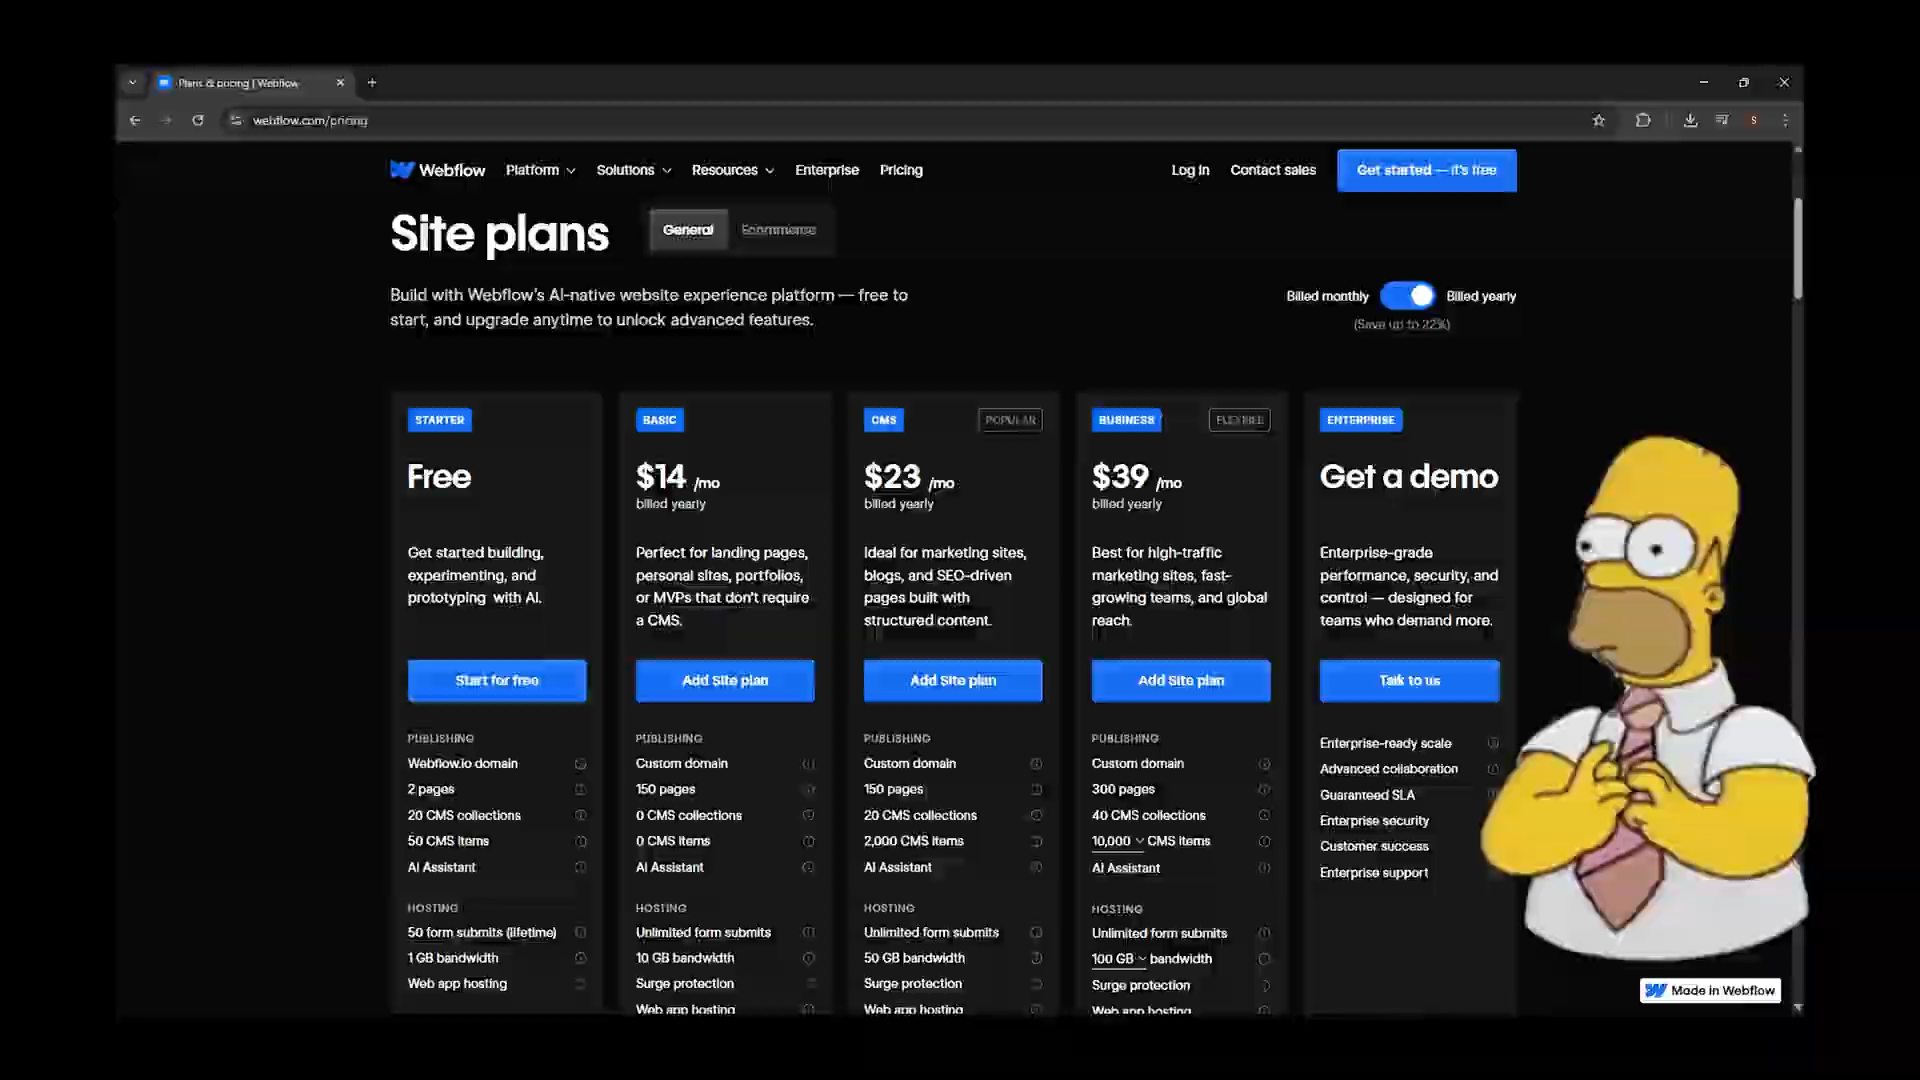 Plans & pricing | Webflow
webflow.com/pricing
Webflow
Platform
Solutions
Resources
Enterprise
Pricing
Log in
Contact sales
Get started — it's free
Site plans
General
Ecommerce
Build with Webflow's AI-native website experience platform — free to
start, and upgrade anytime to unlock advanced features.
Billed monthly
Billed yearly
(Save up to 22%)
STARTER
Free
Get started building,
experimenting, and
prototyping with AI.
Start for free
PUBLISHING
Webflow.io domain
2 pages
20 CMS collections
50 CMS items
AI Assistant
HOSTING
50 form submits (lifetime)
1 GB bandwidth
Web app hosting
BASIC
$14 /mo
billed yearly
Perfect for landing pages,
personal sites, portfolios,
or MVPs that don't require
a CMS.
Add Site plan
PUBLISHING
Custom domain
150 pages
0 CMS collections
0 CMS items
AI Assistant
HOSTING
Unlimited form submits
10 GB bandwidth
Surge protection
Web app hosting
CMS
POPULAR
$23 /mo
billed yearly
Ideal for marketing sites,
blogs, and SEO-driven
pages built with
structured content.
Add Site plan
PUBLISHING
Custom domain
150 pages
20 CMS collections
2,000 CMS items
AI Assistant
HOSTING
Unlimited form submits
50 GB bandwidth
Surge protection
Web app hosting
BUSINESS
FLEXIBLE
$39 /mo
billed yearly
Best for high-traffic
marketing sites, fast-
growing teams, and global
reach.
Add Site plan
PUBLISHING
Custom domain
300 pages
40 CMS collections
10,000 CMS items
AI Assistant
HOSTING
Unlimited form submits
100 GB bandwidth
Surge protection
Web app hosting
ENTERPRISE
Get a demo
Enterprise-grade
performance, security, and
control — designed for
teams who demand more.
Talk to us
Enterprise-ready scale
Advanced collaboration
Guaranteed SLA
Enterprise security
Customer success
Enterprise support
Made in Webflow
S